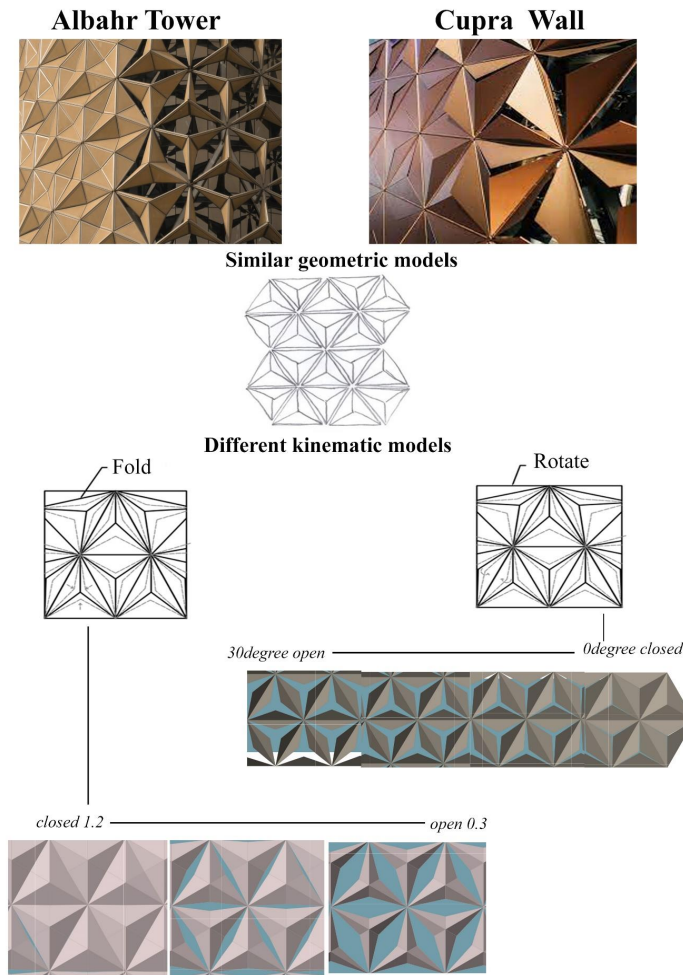 Albahr Tower
Cupra Wall
Similar geometric models
Different kinematic models
Fold
Rotate
30degree open
0degree closed
closed 1.2
open 0.3